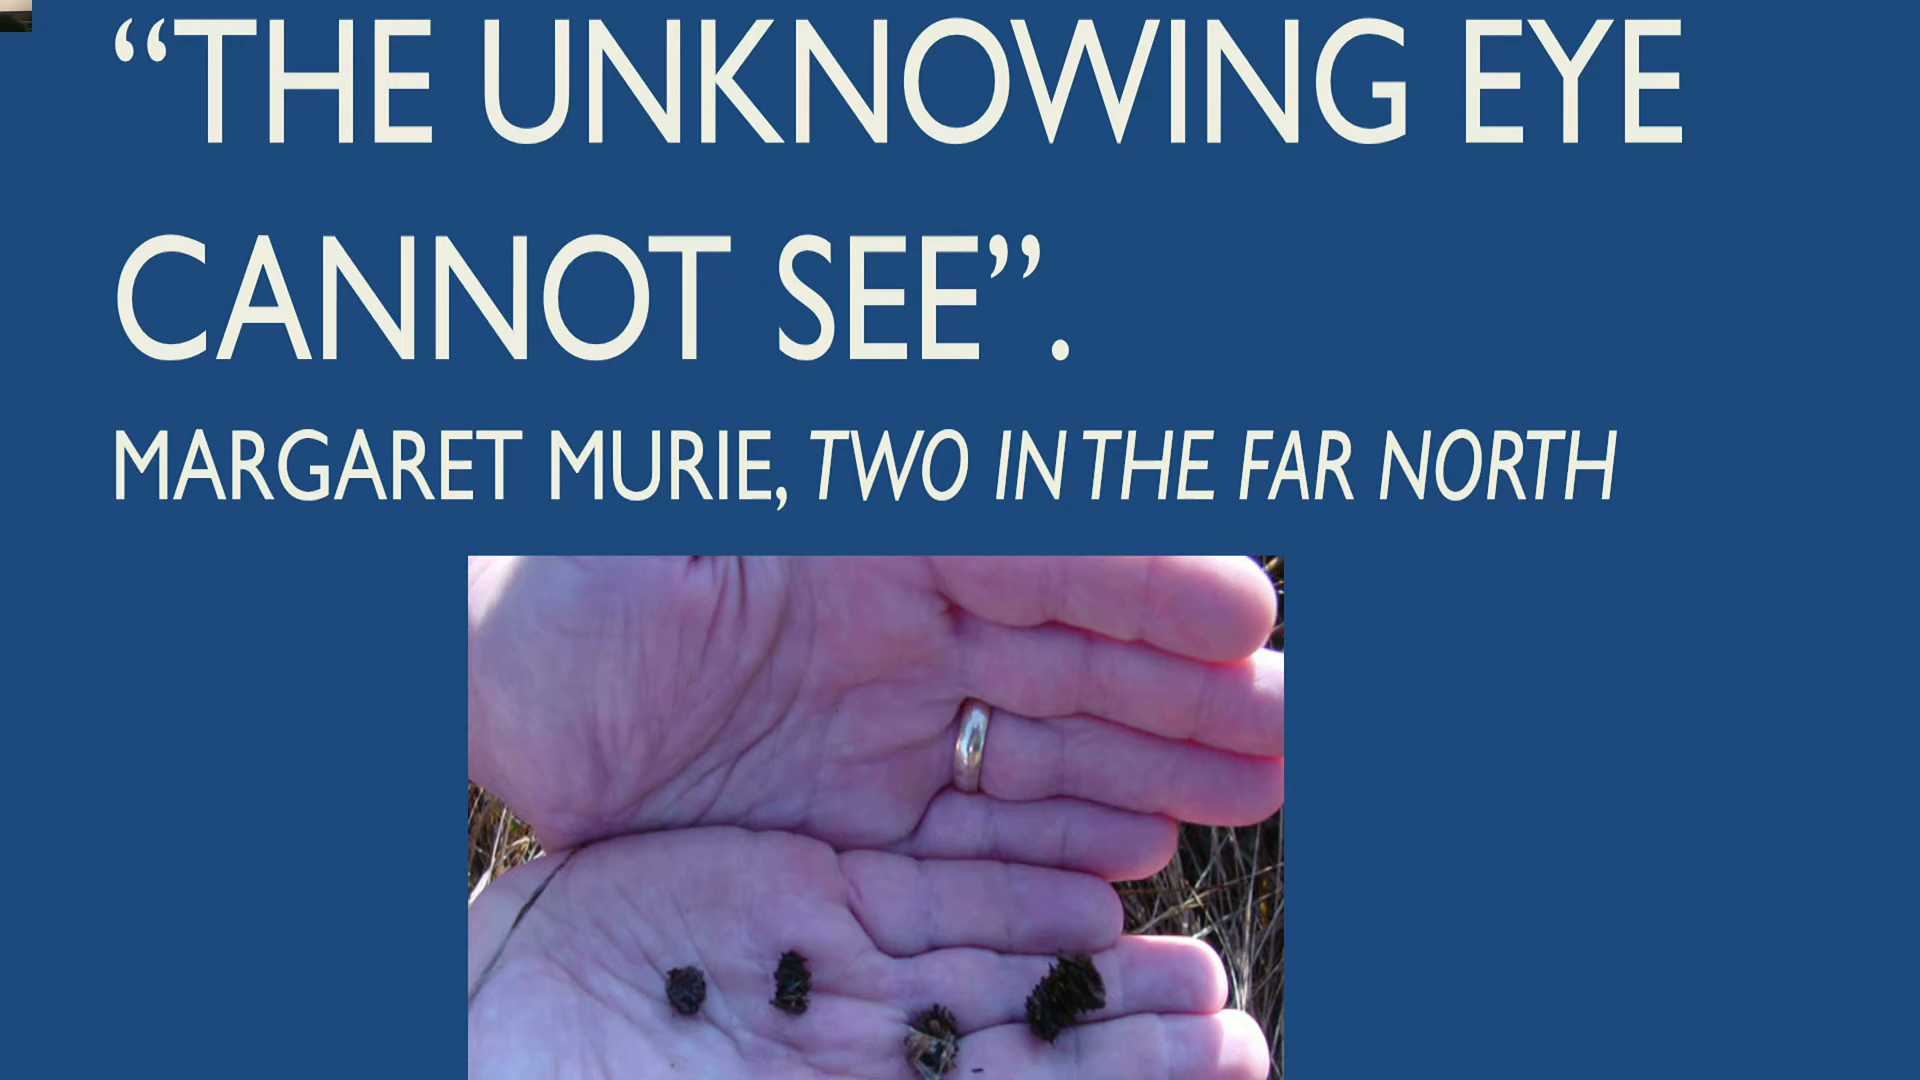 “THE UNKNOWING EYE
CANNOT SEE”.
MARGARET MURIE, TWO IN THE FAR NORTH